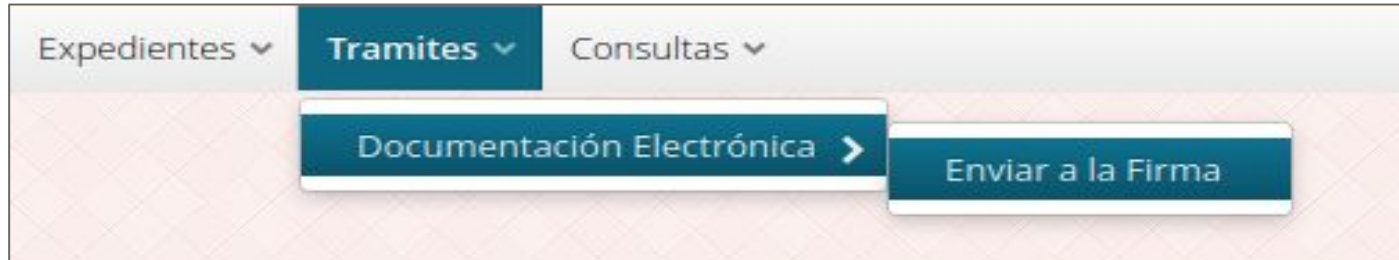 Expedientes Tramites Consultas
Documentación Electrónica
Enviar a la Firma